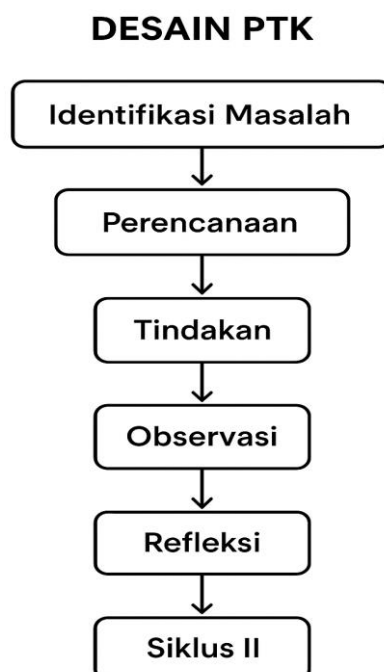 DESAIN PTK
Identifikasi Masalah
Perencanaan
Tindakan
Observasi
Refleksi
Siklus II